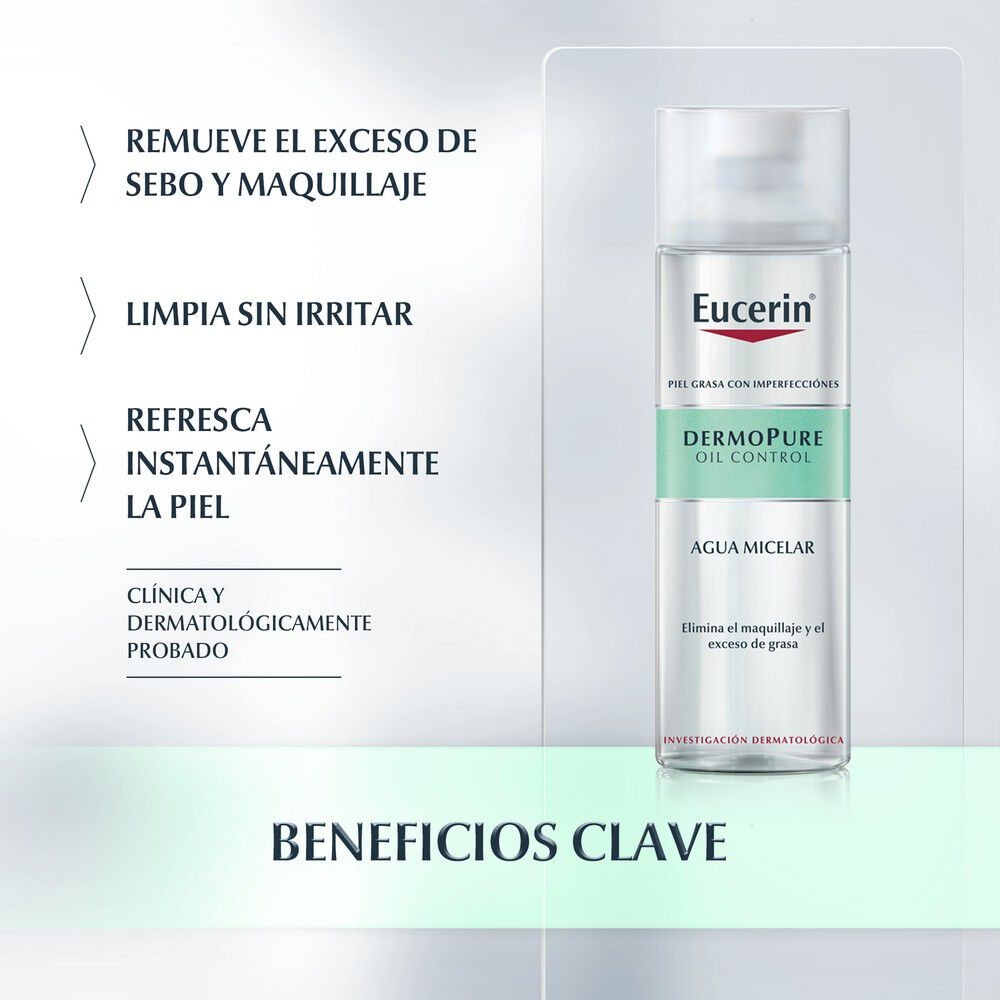 REMUEVE EL EXCESO DE
SEBO Y MAQUILLAJE
LIMPIA SIN IRRITAR
REFRESCA
INSTANTÁNEAMENTE
LA PIEL
CLÍNICA Y
DERMATOLÓGICAMENTE
PROBADO
Eucerin®
PIEL GRASA CON IMPERFECCIÓNES
DERMOPURE
OIL CONTROL
AGUA MICELAR
Elimina el maquillaje y el
exceso de grasa
INVESTIGACIÓN DERMATOLÓGICA
BENEFICIOS CLAVE